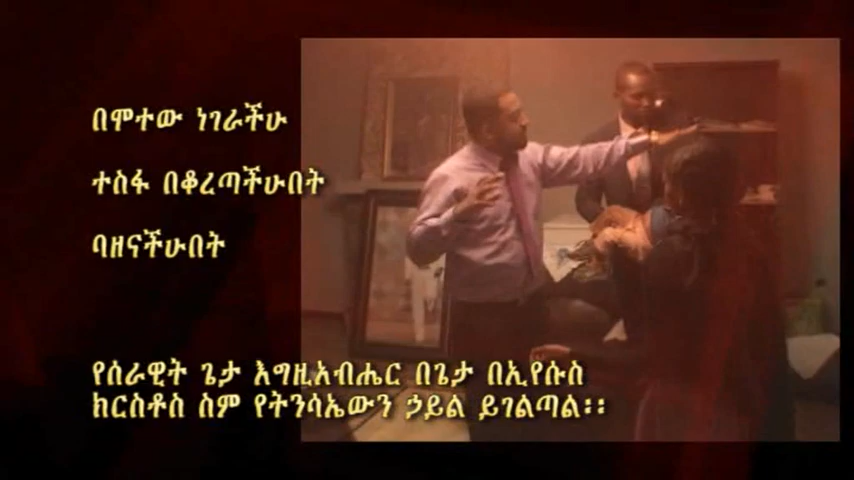 በሞተው ነገራችሁ
ተስፋ በቆረጣችሁበት
ባዘናችሁበት
የሰራዊት ጌታ እግዚአብሔር በጌታ በኢየሱስ
ክርስቶስ ስም የትንሳኤውን ኃይል ይገልጣል፡፡